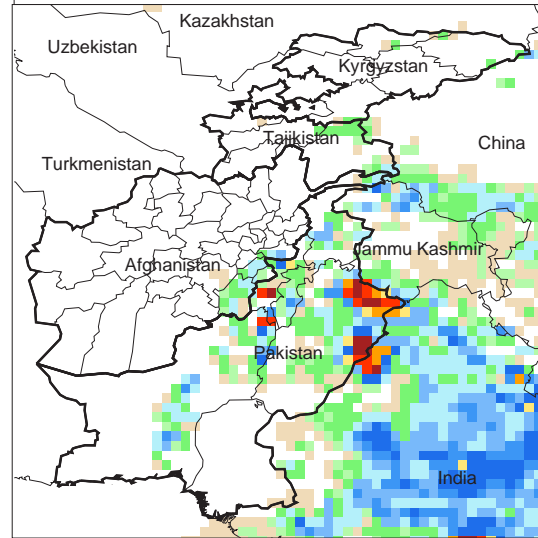 Kazakhstan
Uzbekistan
Kyrgyzstan
Tajikistan
China
Turkmenistan
Jammu Kashmir
Afghanistan
Pakistan
India